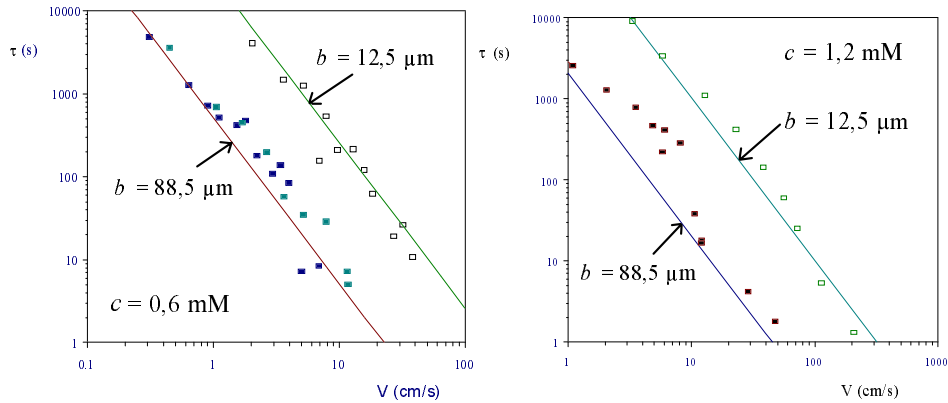 10000
τ (s)
b = 12,5 µm
1000
100
b = 88,5 µm
10
c = 0,6 mM
1
0.1
1
10
100
V (cm/s)
10000
τ (s)
c = 1,2 mM
1000
b = 12,5 µm
100
b = 88,5 µm
10
1
1
10
100
1000
V (cm/s)